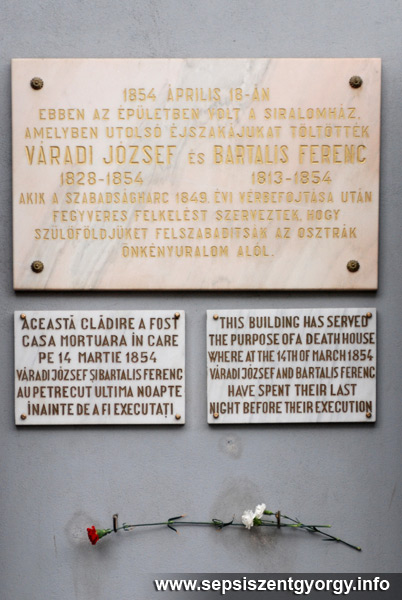 1854 ÁPRILIS 18-ÁN
EBBEN AZ ÉPÜLETBEN VOLT A SIRALOMHÁZ,
AMELYBEN UTOLSÓ ÉJSZAKÁJUKAT TÖLTÖTTÉK
VÁRADI JÓZSEF ÉS BARTALIS FERENC
1828-1854 1813-1854
AKIK A SZABADSÁGHARC 1849. ÉVI VÉRBEFOJTÁSA UTÁN
FEGYVERES FELKELÉST SZERVEZTEK, HOGY
SZÜLŐFÖLDJÜKET FELSZABADÍTSÁK AZ OSZTRÁK
ÖNKÉNYURALOM ALÓL.
"ACEASTĂ CLĂDIRE A FOST
CASA MORTUARA ÎN CARE
PE 14 MARTIE 1854
VÁRADI JÓZSEF ȘI BARTALIS FERENC
AU PETRECUT ULTIMA NOAPTE
ÎNAINTE DE A FI EXECUTAȚI
"THIS BUILDING HAS SERVED
THE PURPOSE OF A DEATH HOUSE
WHERE AT THE 14TH OF MARCH 1854
VÁRADI JÓZSEF AND BARTALIS FERENC
HAVE SPENT THEIR LAST
NIGHT BEFORE THEIR EXECUTION
www.sepsiszentgyorgy.info